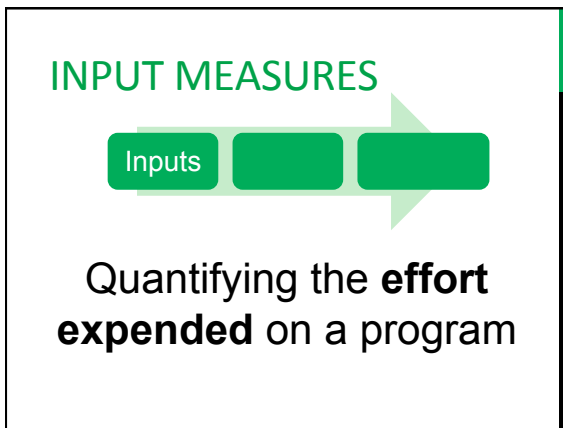 INPUT MEASURES
Inputs
Quantifying the effort
expended on a program